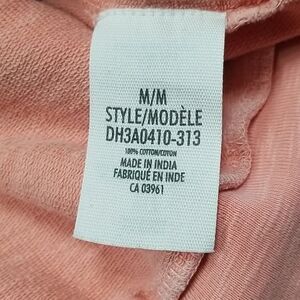 M/M
STYLE/MODÈLE
DH3A0410-313
100% COTTON/COTON
MADE IN INDIA
FABRIQUÉ EN INDE
CA 03961